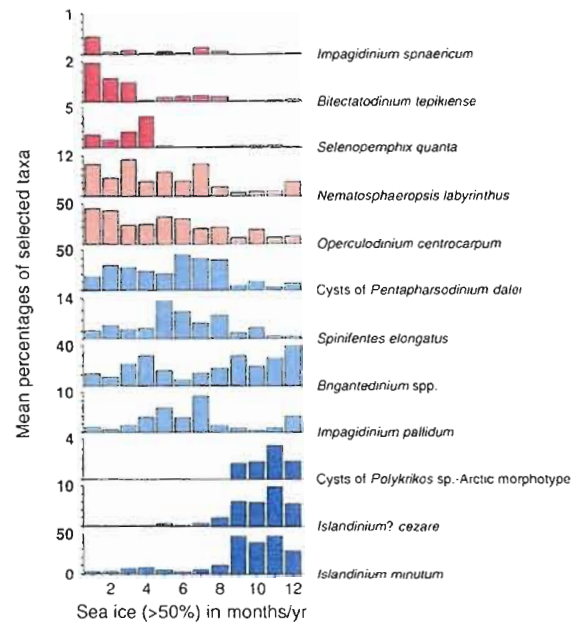 1
Impagidinium spnaericum
2
Bitectatodinium tepikiense
5
Selenopemphix quanta
12
Nematosphaeropsis labyrinthus
50
Operculodinium centrocarpum
50
Cysts of Pentapharsodinium dalei
14
Spinifentes elongatus
40
Bngantedinium spp.
10
Impagidinium pallidum
4
Cysts of Polykrikos sp.-Arctic morphotype
10
Islandinium? cezare
50
Islandinium minutum
0
2 4 6 8 10 12
Sea ice (>50%) in months/yr
Mean percentages of selected taxa